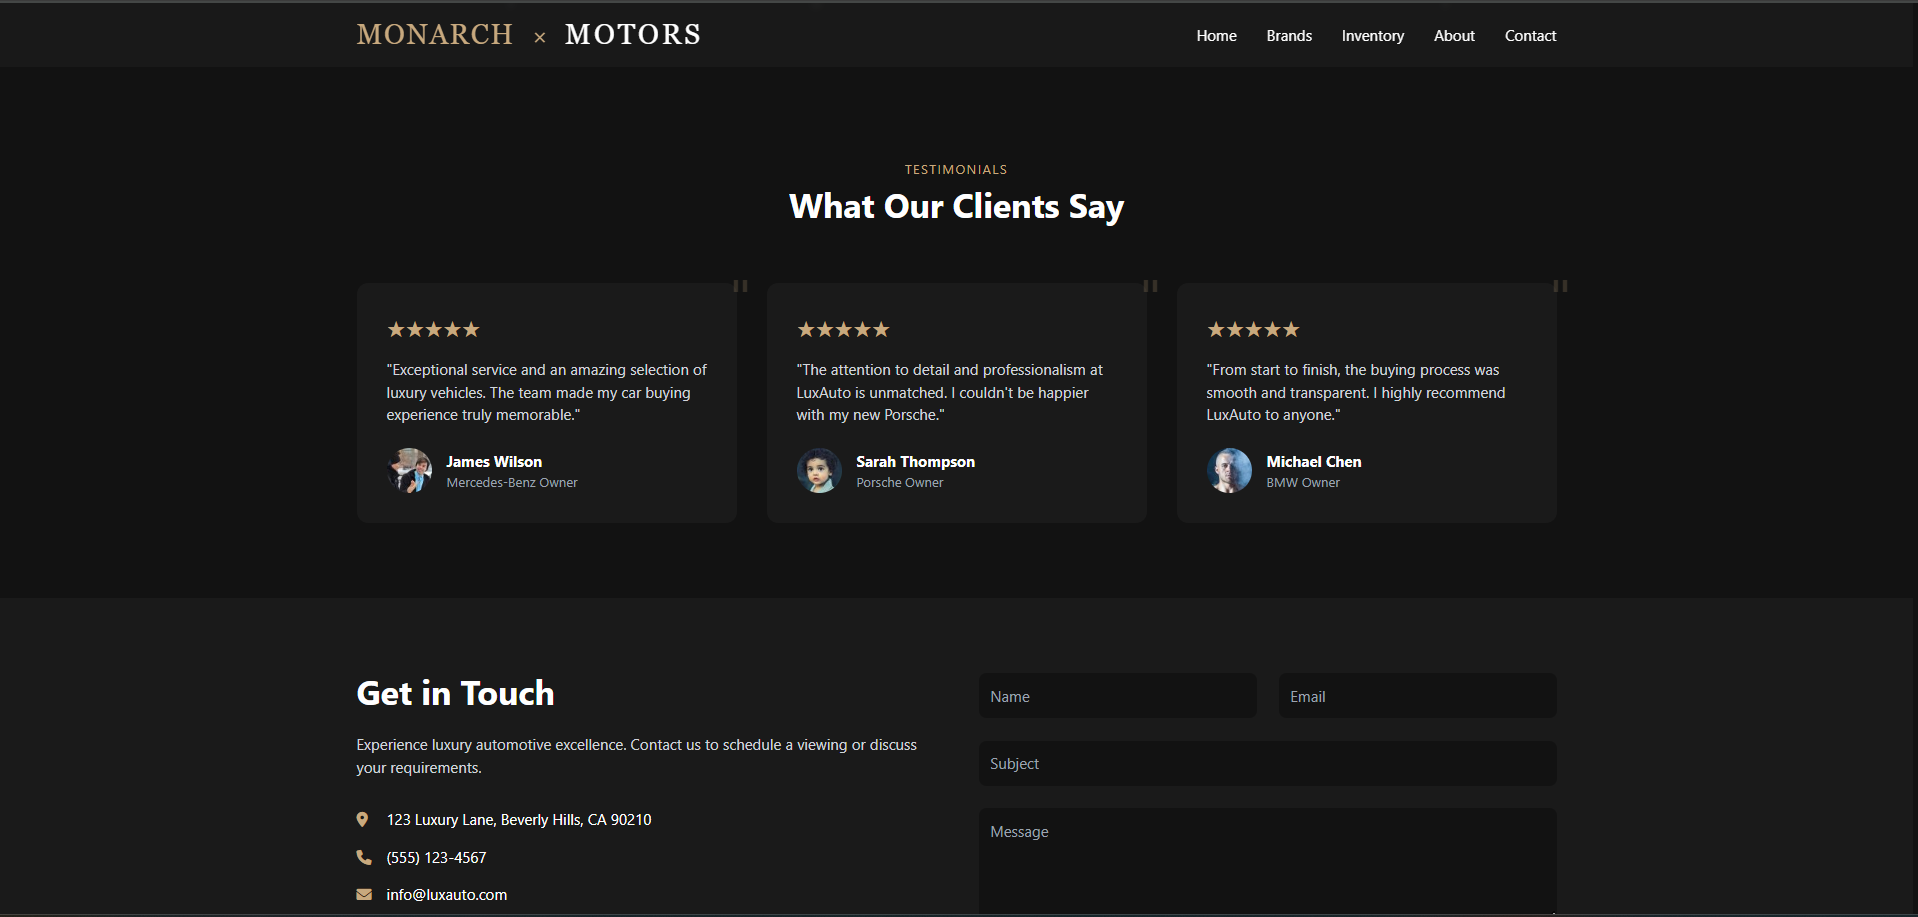 MONARCH × MOTORS
Home Brands Inventory About Contact
TESTIMONIALS
What Our Clients Say
"
★★★★★
"Exceptional service and an amazing selection of
luxury vehicles. The team made my car buying
experience truly memorable."
James Wilson
Mercedes-Benz Owner
"
★★★★★
"The attention to detail and professionalism at
LuxAuto is unmatched. I couldn't be happier
with my new Porsche."
Sarah Thompson
Porsche Owner
"
★★★★★
"From start to finish, the buying process was
smooth and transparent. I highly recommend
LuxAuto to anyone."
Michael Chen
BMW Owner
Get in Touch
Experience luxury automotive excellence. Contact us to schedule a viewing or discuss
your requirements.
123 Luxury Lane, Beverly Hills, CA 90210
(555) 123-4567
info@luxauto.com
Name
Email
Subject
Message